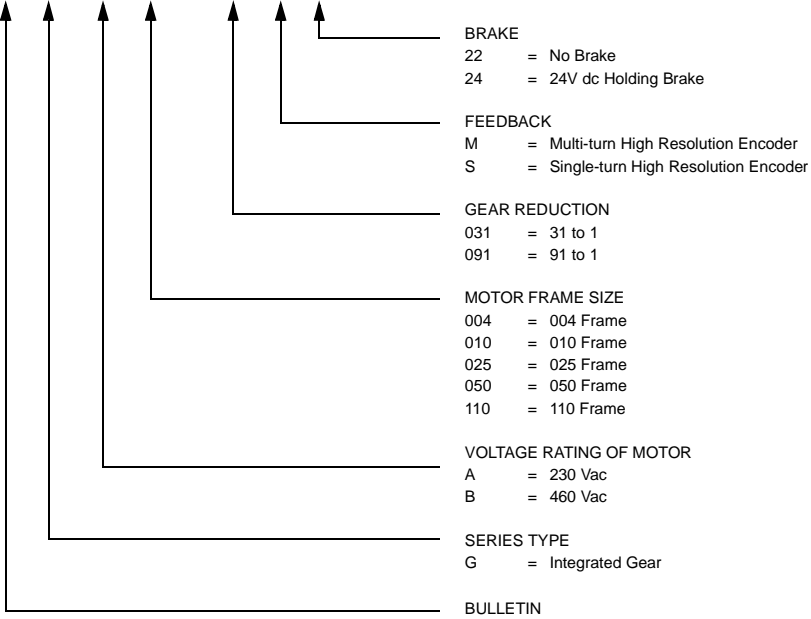 BRAKE
22 = No Brake
24 = 24V dc Holding Brake
FEEDBACK
M = Multi-turn High Resolution Encoder
S = Single-turn High Resolution Encoder
GEAR REDUCTION
031 = 31 to 1
091 = 91 to 1
MOTOR FRAME SIZE
004 = 004 Frame
010 = 010 Frame
025 = 025 Frame
050 = 050 Frame
110 = 110 Frame
VOLTAGE RATING OF MOTOR
A = 230 Vac
B = 460 Vac
SERIES TYPE
G = Integrated Gear
BULLETIN